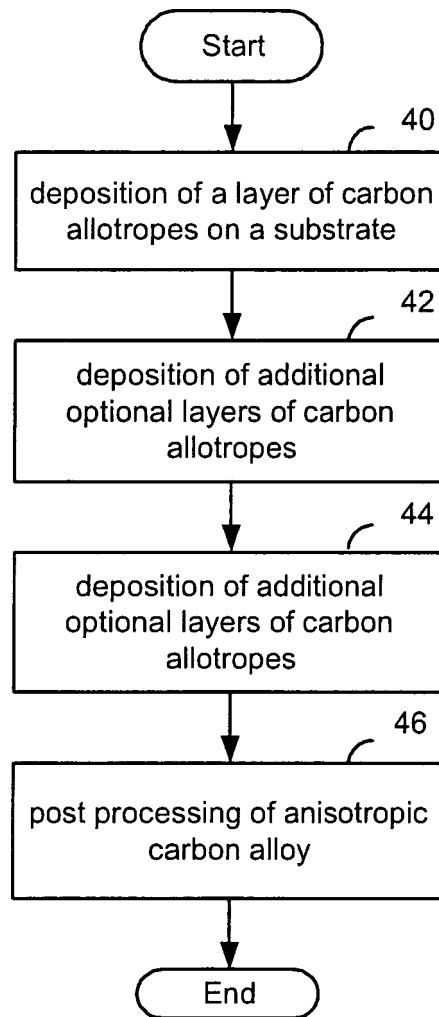 Start
40
deposition of a layer of carbon
allotropes on a substrate
42
deposition of additional
optional layers of carbon
allotropes
44
deposition of additional
optional layers of carbon
allotropes
46
post processing of anisotropic
carbon alloy
End